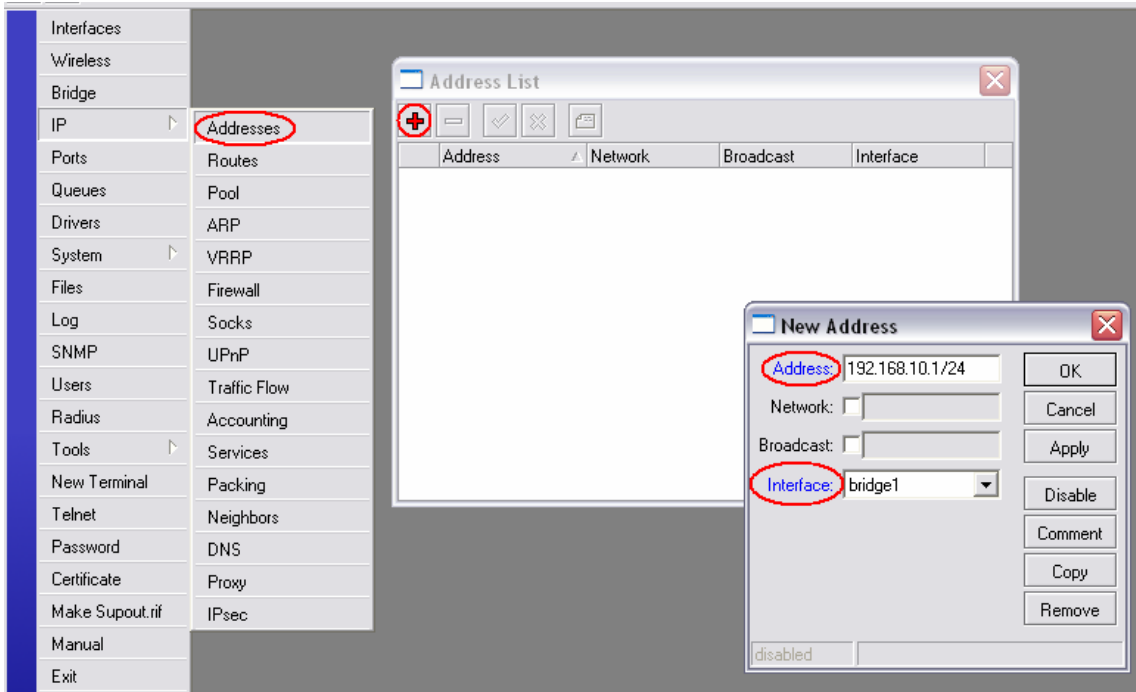 Interfaces
Wireless
Bridge
IP
Ports
Queues
Drivers
System
Files
Log
SNMP
Users
Radius
Tools
New Terminal
Telnet
Password
Certificate
Make Supout.rif
Manual
Exit
Addresses
Routes
Pool
ARP
VRRP
Firewall
Socks
UPnP
Traffic Flow
Accounting
Services
Packing
Neighbors
DNS
Proxy
IPsec
Address List
Address Network Broadcast Interface
New Address
Address: 192.168.10.1/24
Network:
Broadcast:
Interface: bridge1
OK
Cancel
Apply
Disable
Comment
Copy
Remove
disabled